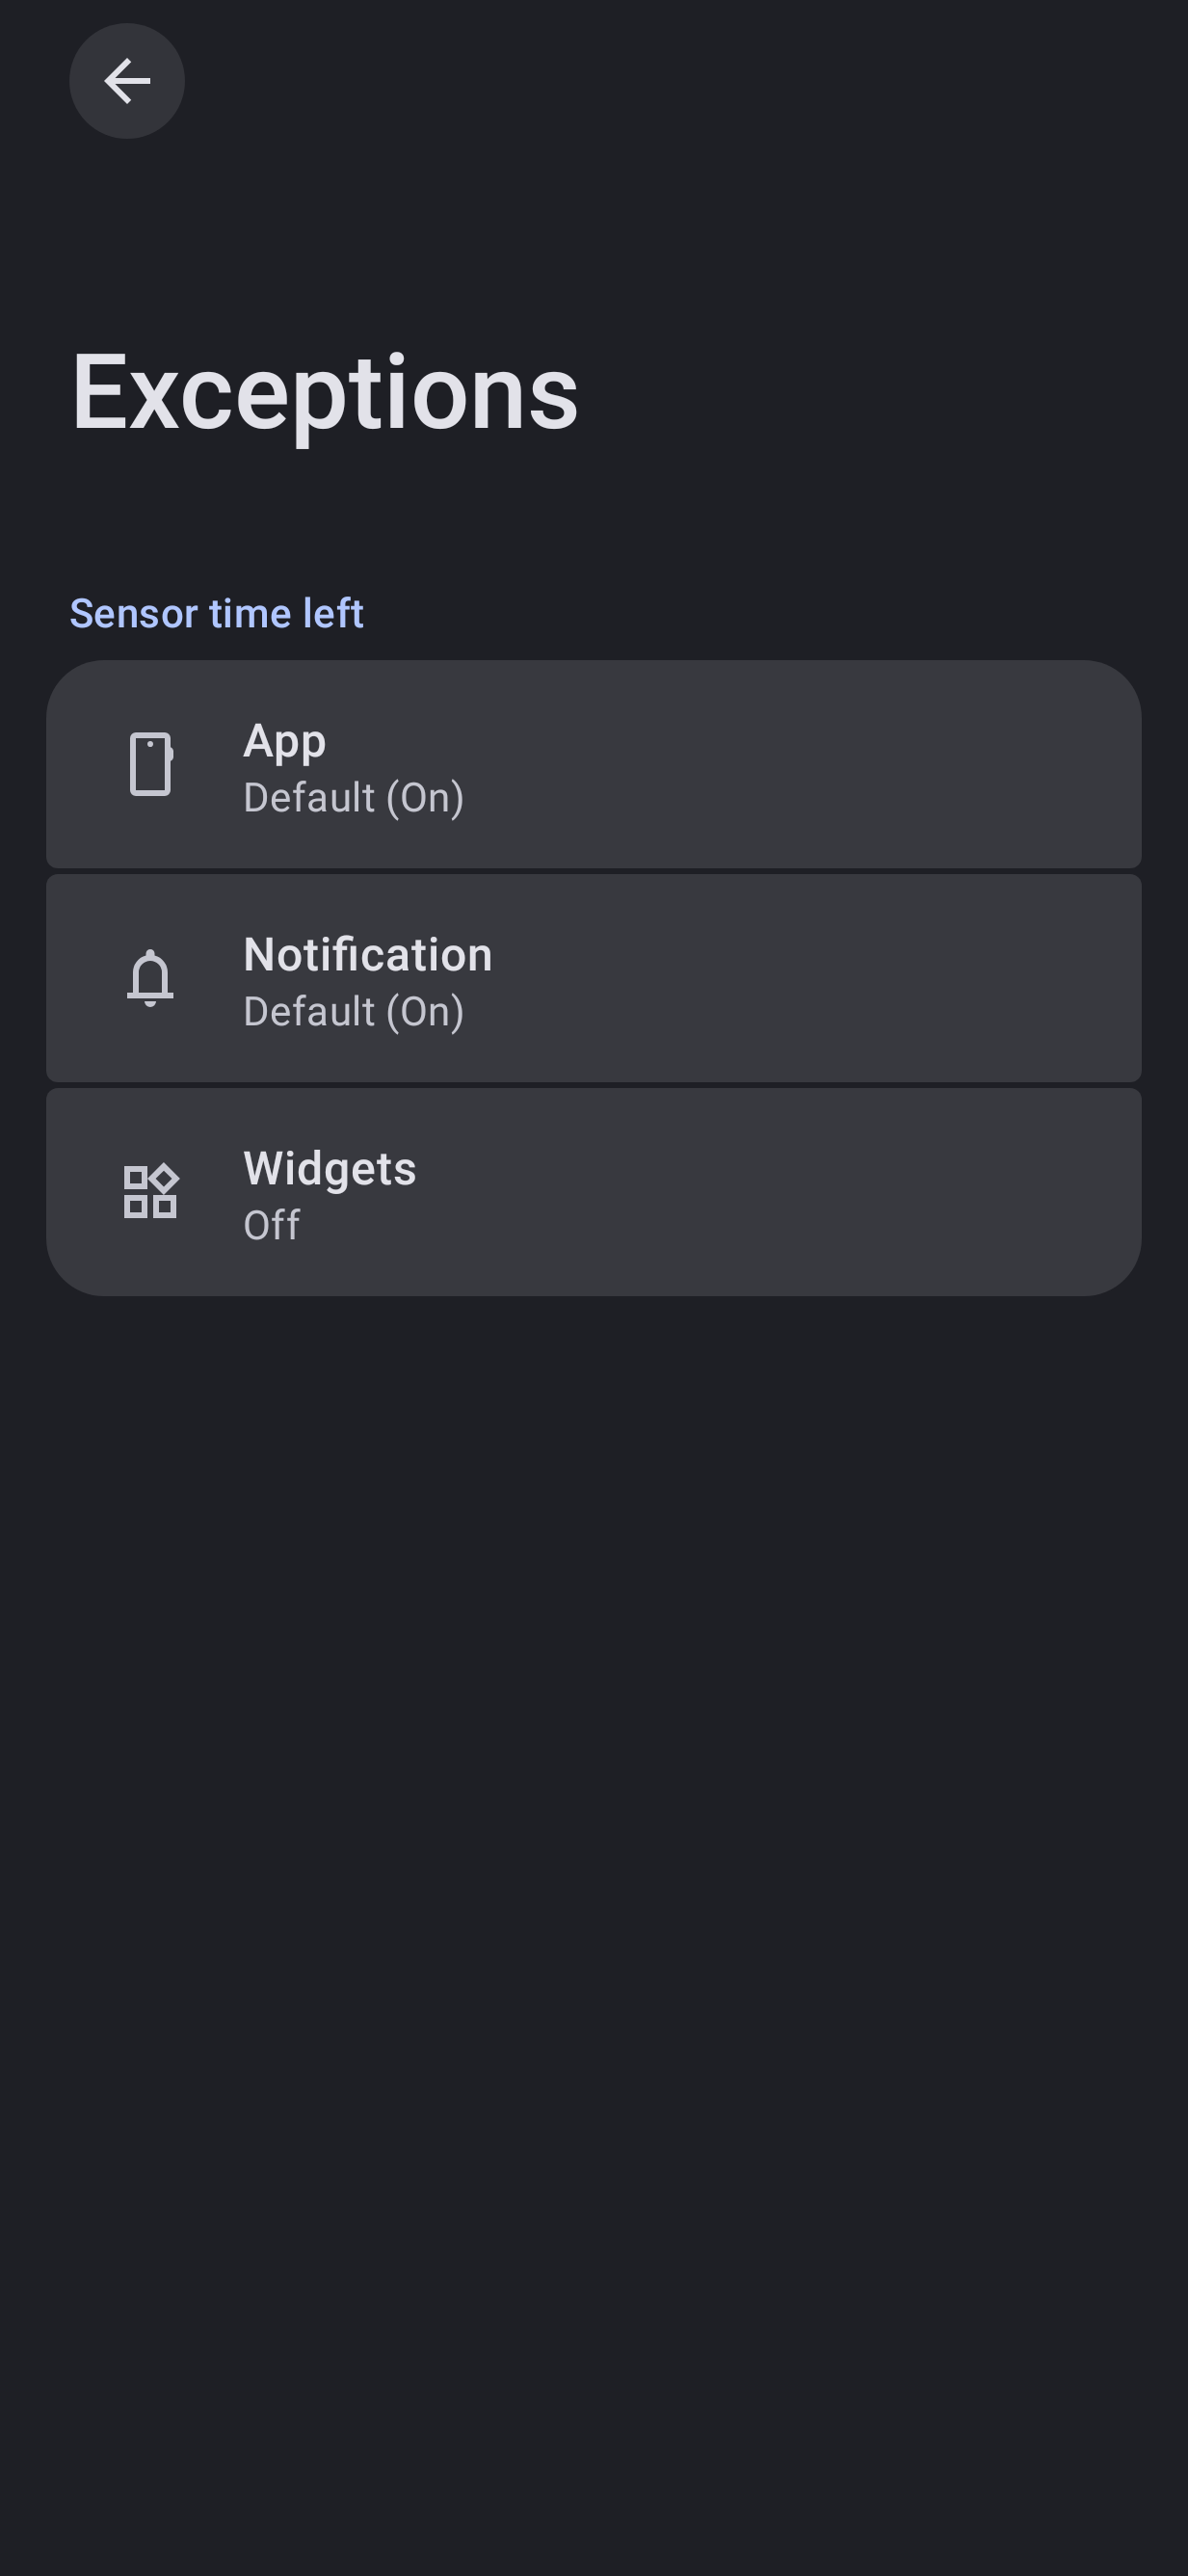 Exceptions
Sensor time left
App
Default (On)
Notification
Default (On)
Widgets
Off